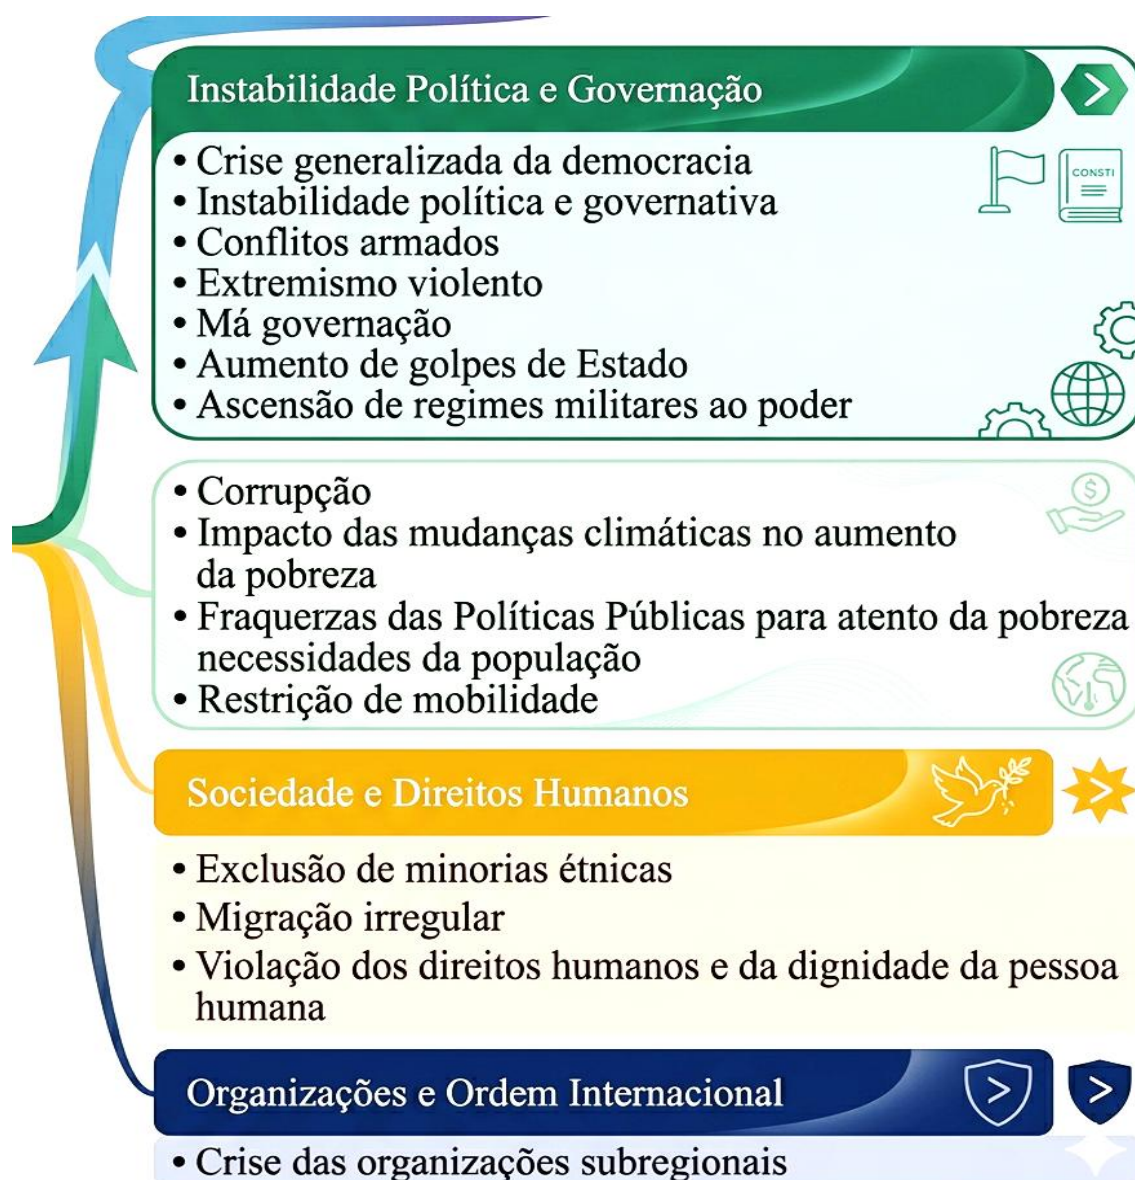 Instabilidade Política e Governação
• Crise generalizada da democracia
• Instabilidade política e governativa
• Conflitos armados
• Extremismo violento
• Má governação
• Aumento de golpes de Estado
• Ascensão de regimes militares ao poder
CONSTI
• Corrupção
$
• Impacto das mudanças climáticas no aumento
da pobreza
• Fraquerzas das Políticas Públicas para atento da pobreza
necessidades da população
• Restrição de mobilidade
Sociedade e Direitos Humanos
• Exclusão de minorias étnicas
• Migração irregular
• Violação dos direitos humanos e da dignidade da pessoa
humana
Organizações e Ordem Internacional
• Crise das organizações subregionais